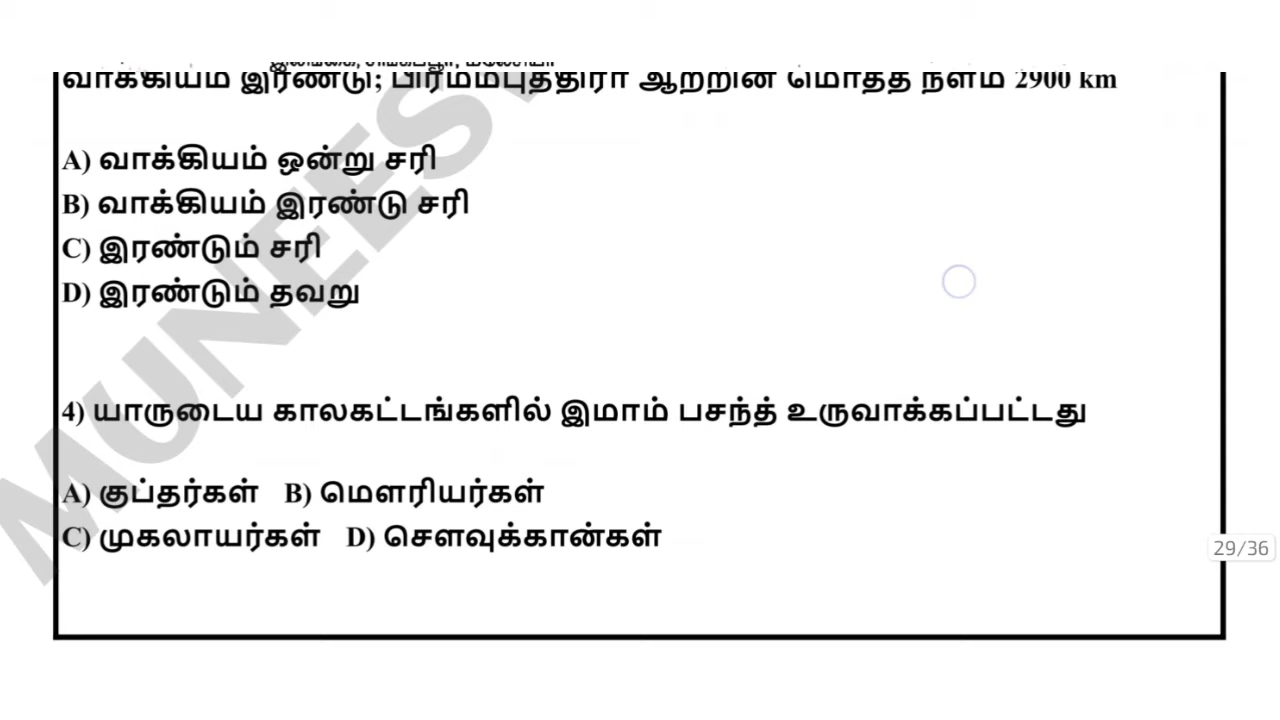 வாக்கியம் இரண்டு; பிரம்மபுத்திரா ஆற்றின் மொத்த நீளம் 2900 km
A) வாக்கியம் ஒன்று சரி
B) வாக்கியம் இரண்டு சரி
C) இரண்டும் சரி
D) இரண்டும் தவறு
4) யாருடைய காலகட்டங்களில் இமாம் பசந்த் உருவாக்கப்பட்டது
A) குப்தர்கள் B) மௌரியர்கள்
C) முகலாயர்கள் D) சௌவுக்கான்கள்
29/36
MUNEES